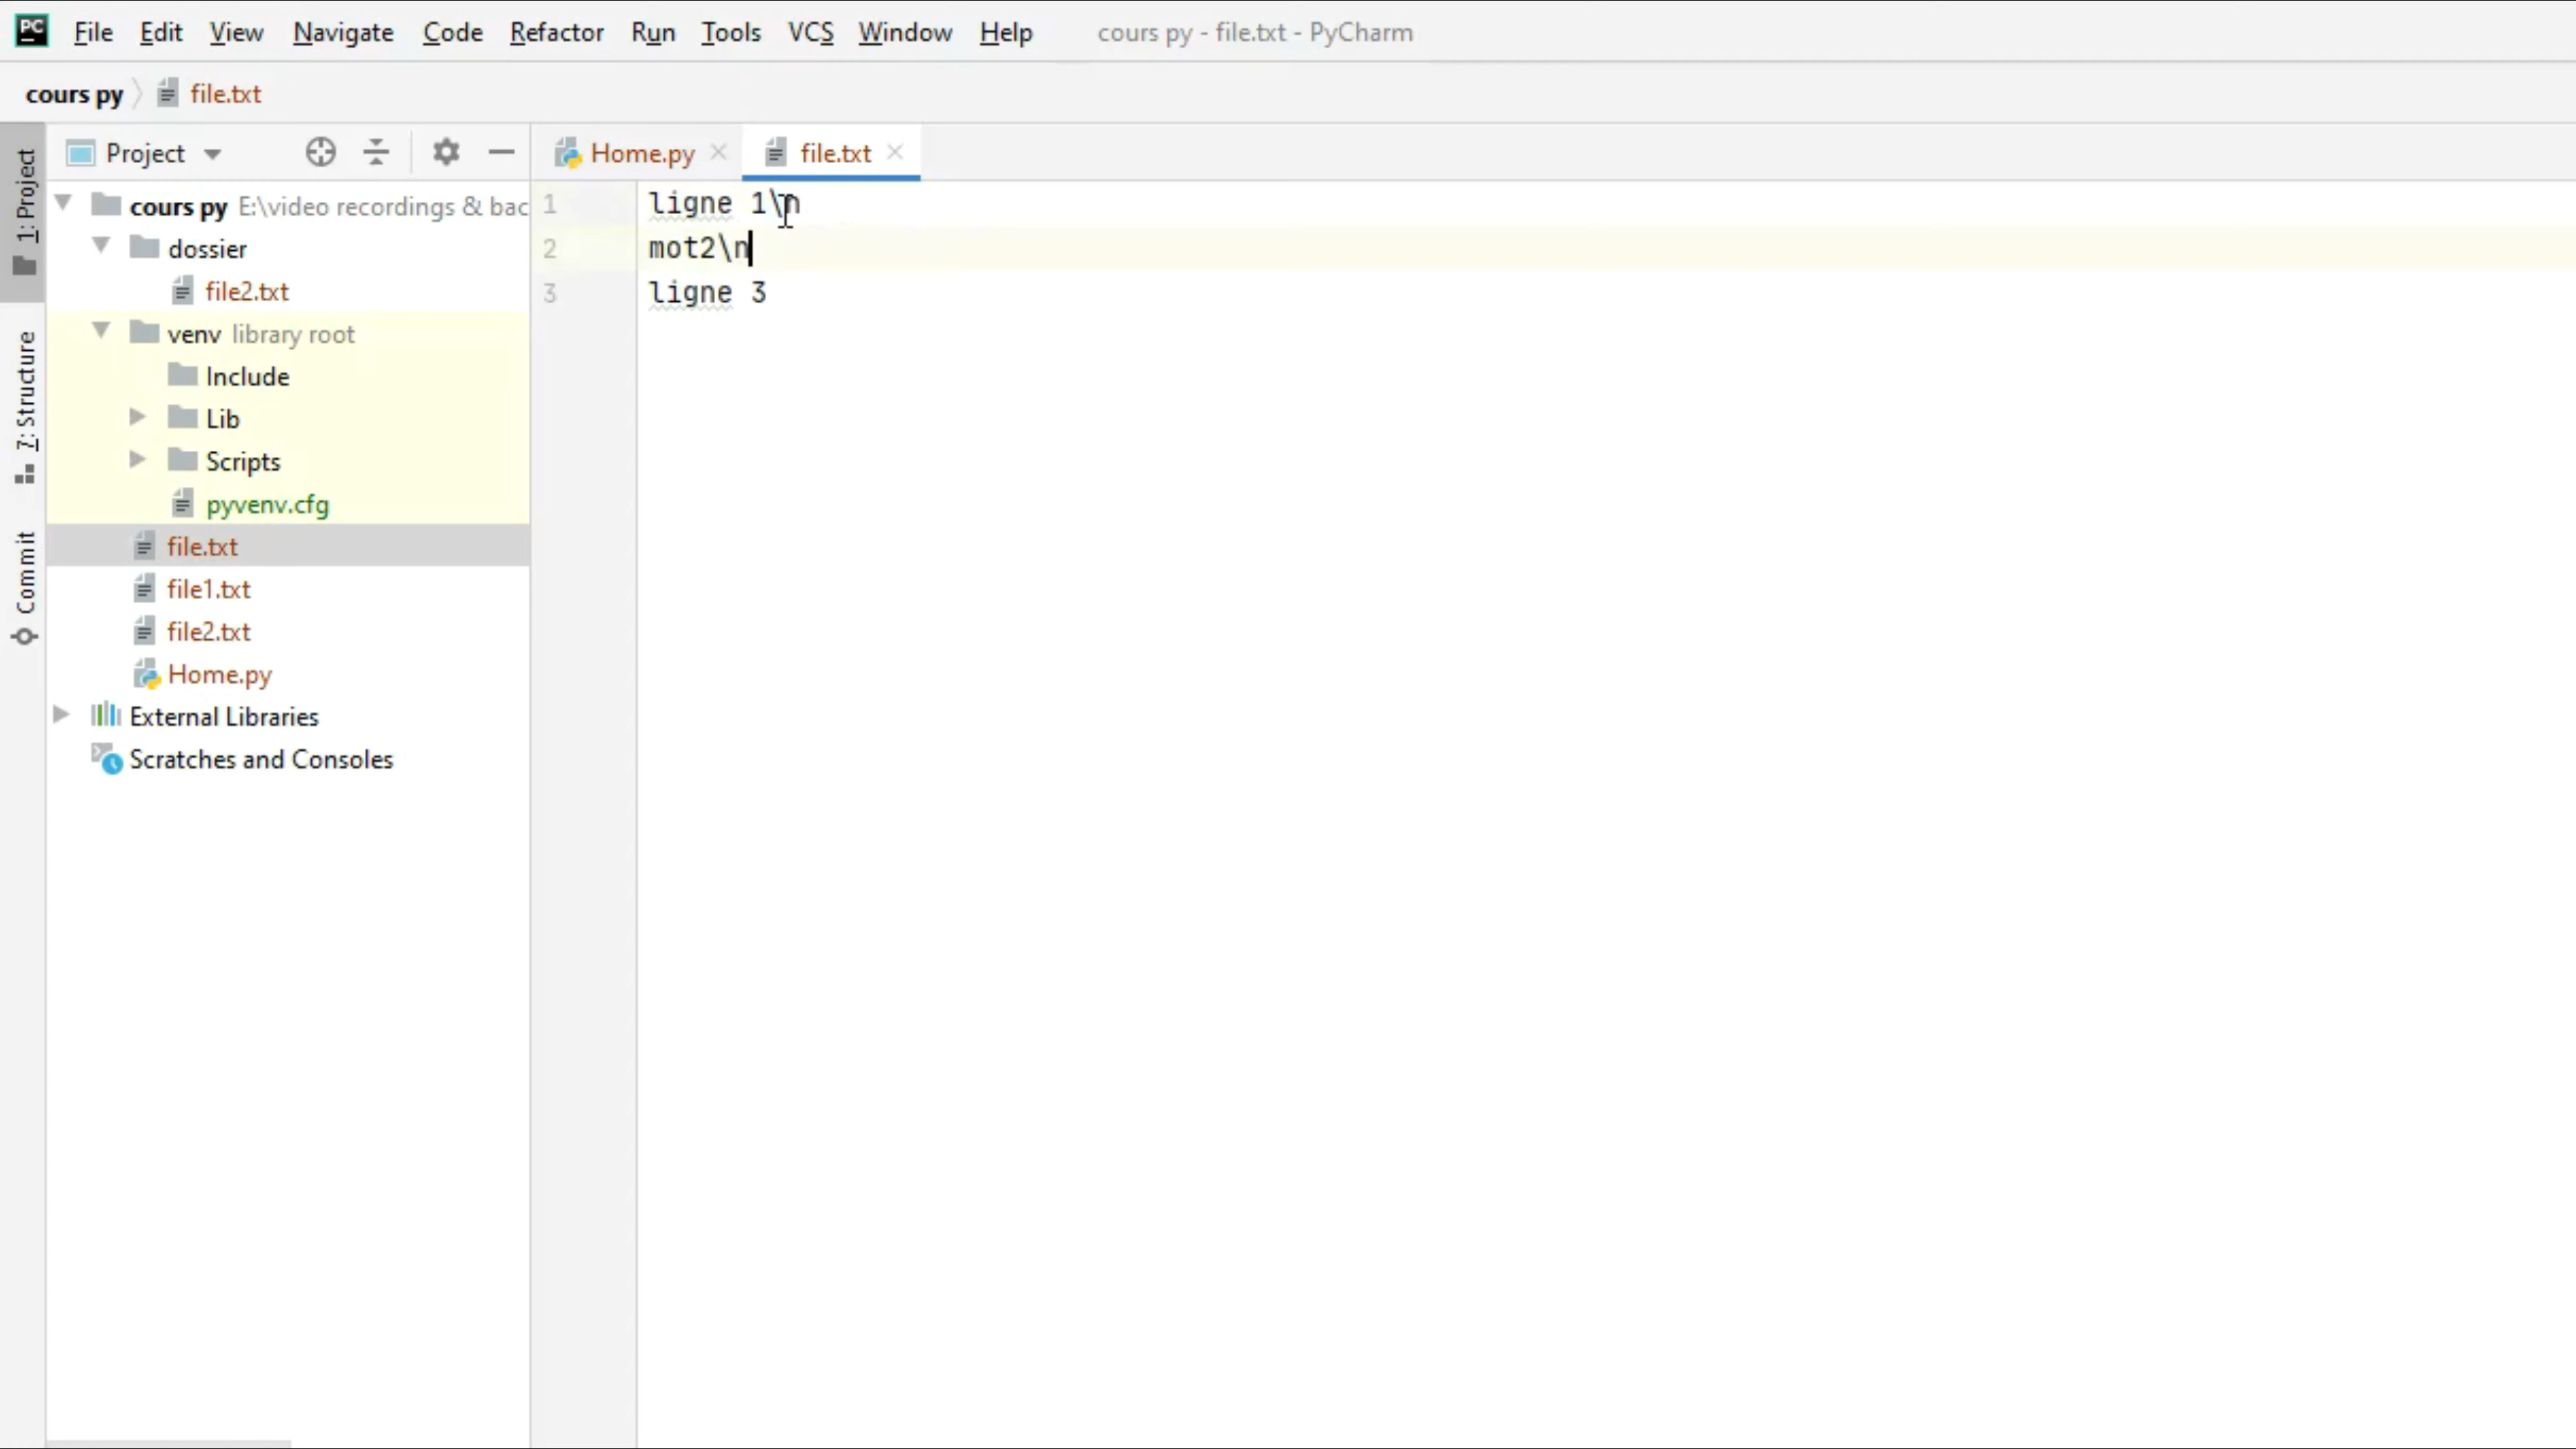 PC File Edit View Navigate Code Refactor Run Tools VCS Window Help cours py - file.txt - PyCharm
cours py file.txt
1: Project
7: Structure
Commit
Project
cours py E:\video recordings & bac
dossier
file2.txt
venv library root
Include
Lib
Scripts
pyvenv.cfg
file.txt
file1.txt
file2.txt
Home.py
External Libraries
Scratches and Consoles
Home.py file.txt
1 ligne 1\n
2 mot2\n
3 ligne 3